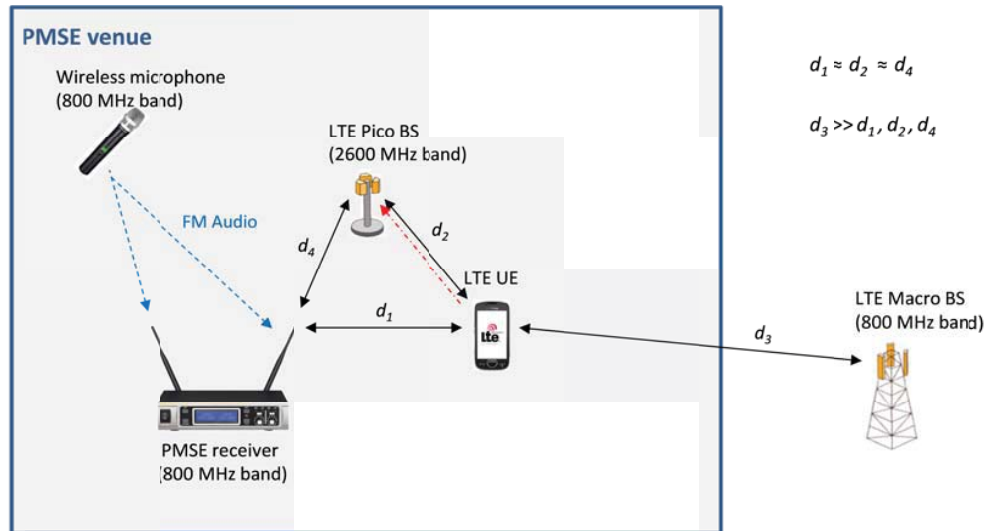 PMSE venue
Wireless microphone
(800 MHz band)
d1 ≈ d2 ≈ d4
d3 >> d1, d2, d4
LTE Pico BS
(2600 MHz band)
FM Audio
d4
d2
LTE UE
d1
Lte
LTE Macro BS
(800 MHz band)
d3
PMSE receiver
(800 MHz band)